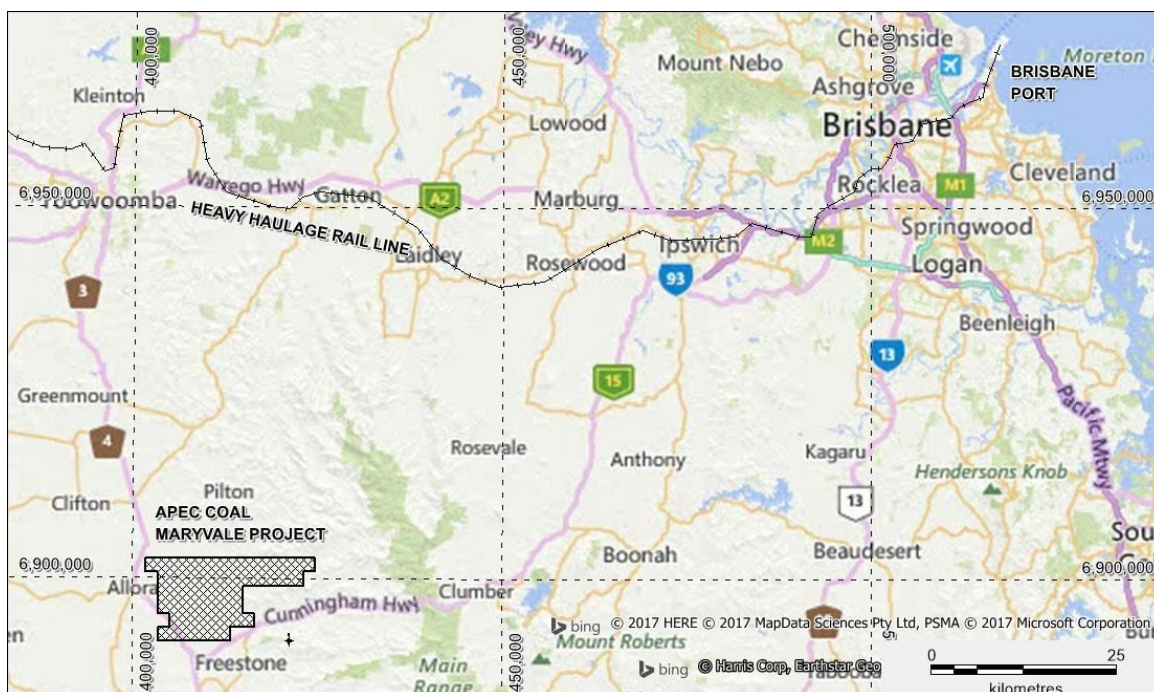 400,000
450,000
500,000
Kleinton
Mount Nebo
Ashgrove
BRISBANE
PORT
Lowood
Brisbane
Warrego Hwy
Gatton
A2
Marburg
Rocklea
M1
Cleveland
6,950,000
Toowoomba
6,950,000
HEAVY HAULAGE RAIL LINE
Springwood
Laidley
Rosewood
Ipswich
M2
Logan
3
93
Beenleigh
13
15
Greenmount
Pacific Mtwy
4
Rosevale
Anthony
Kagaru
Hendersons Knob
Clifton
Pilton
13
APEC COAL
MARYVALE PROJECT
Boonah
Beaudesert
6,900,000
6,900,000
Allora
Clumber
Cunningham Hwy
bing © 2017 HERE © 2017 MapData Sciences Pty Ltd, PSMA © 2017 Microsoft Corporation
Mount Roberts
400,000
450,000
Freestone
Main
Range
bing © Harris Corp, Earthstar Geo
0 25
kilometres